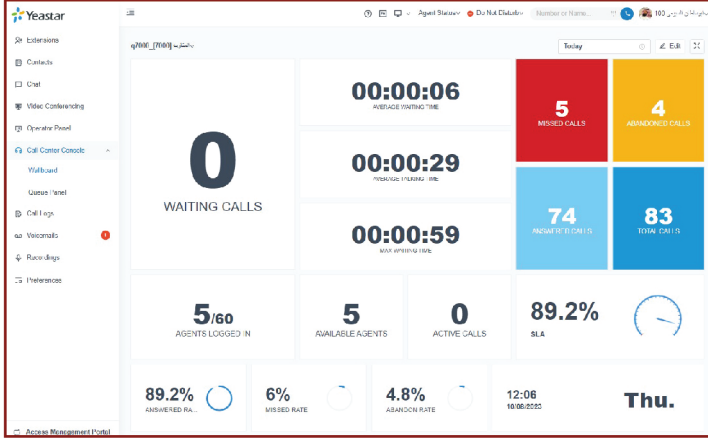 Yeastar
Agent Status
Do Not Disturb
Number or Name...
100
Extensions
Contacts
Chat
Video Conferencing
Operator Panel
Call Center Console
Wallboard
Queue Panel
Call Logs
Voicemails
Recordings
Preferences
Access Management Portal
q7000_[7000]
Today
Edit
0
WAITING CALLS
00:00:06
AVERAGE WAITING TIME
00:00:29
AVERAGE TALKING TIME
00:00:59
MAX WAITING TIME
5
MISSED CALLS
4
ABANDONED CALLS
74
ANSWERED CALLS
83
TOTAL CALLS
5/60
AGENTS LOGGED IN
5
AVAILABLE AGENTS
0
ACTIVE CALLS
89.2%
SLA
89.2%
ANSWERED RA...
6%
MISSED RATE
4.8%
ABANDON RATE
12:06
10/08/2023
Thu.